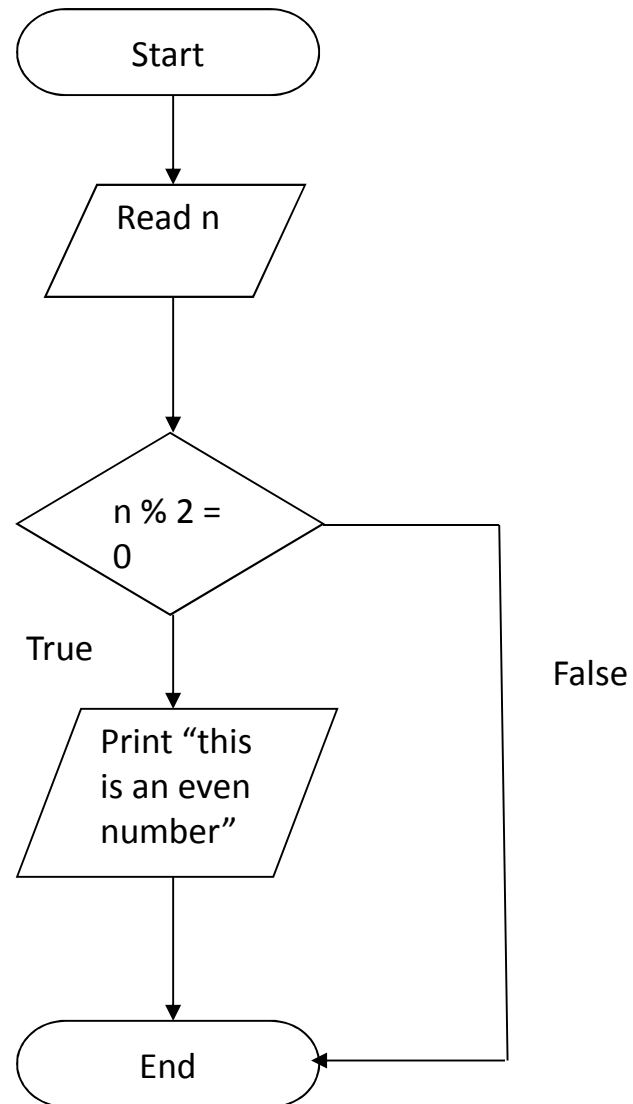 Start
Read n
n % 2 =
0
True
False
Print “this
is an even
number”
End